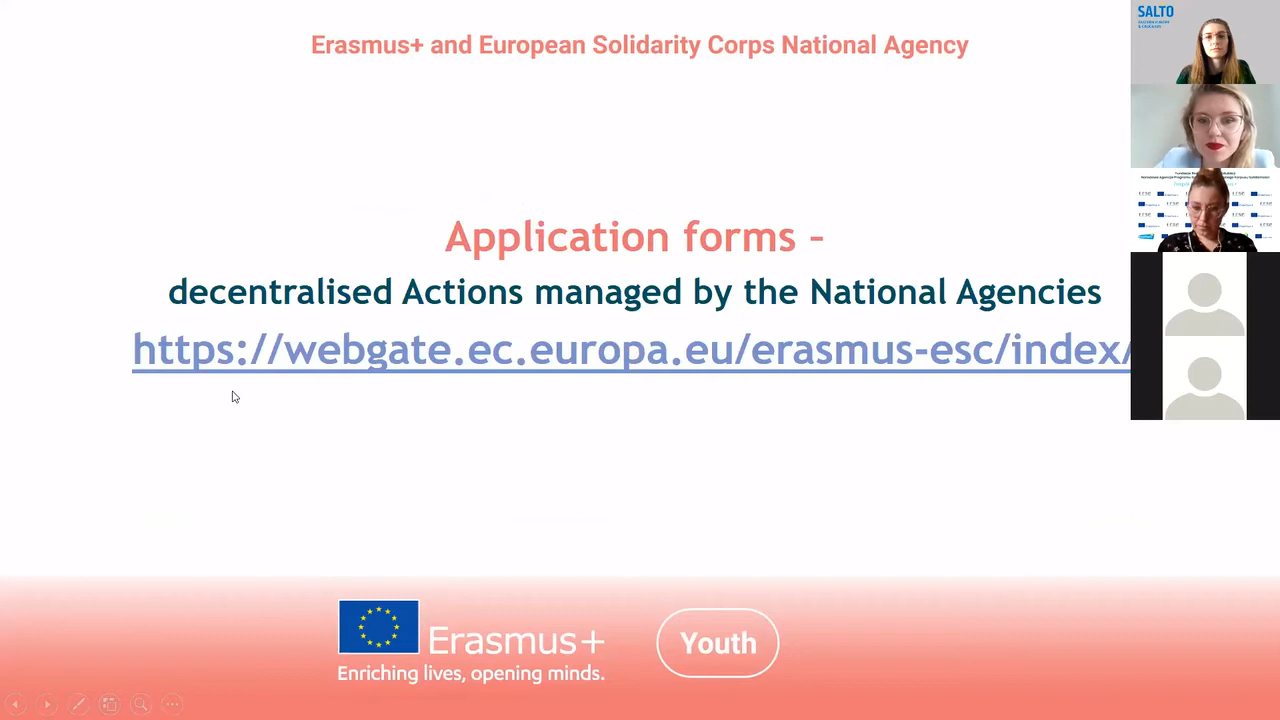 Erasmus+ and European Solidarity Corps National Agency
Application forms –
decentralised Actions managed by the National Agencies
https://webgate.ec.europa.eu/erasmus-esc/index/
Erasmus+
Enriching lives, opening minds.
Youth
SALTO